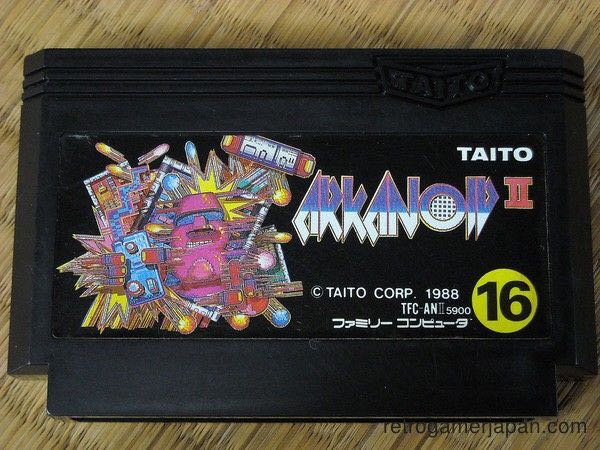 TAITO
TAITO
ARKANOID II
© TAITO CORP. 1988
TFC-ANII 5900
ファミリー コンピュータ
16
retrogamerjapan.com